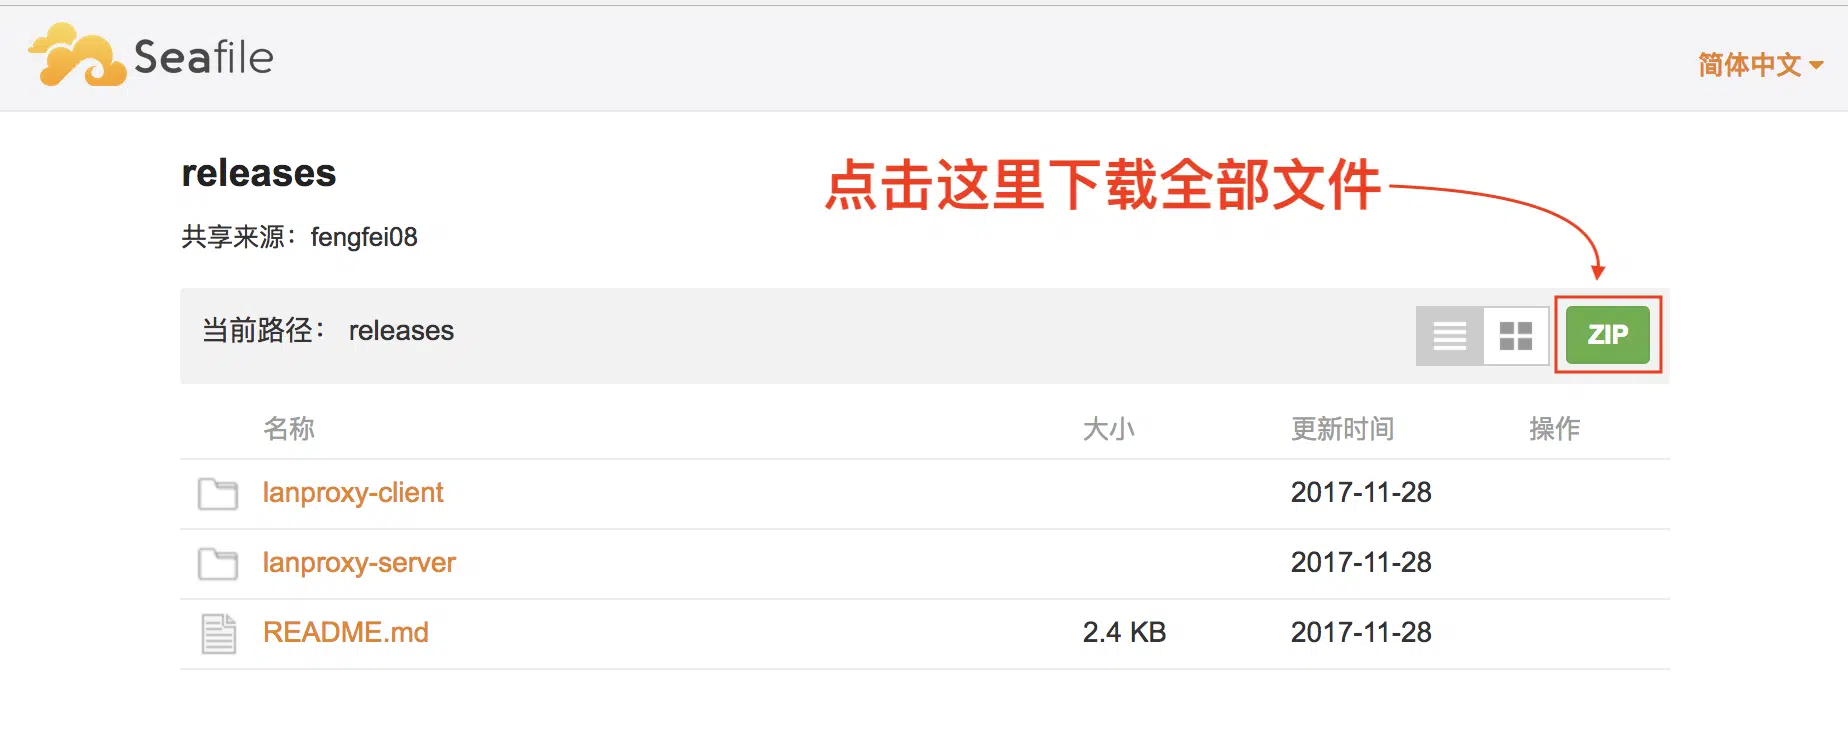 Seafile
简体中文
releases
点击这里下载全部文件
共享来源：fengfei08
当前路径： releases
ZIP
名称 大小 更新时间 操作
lanproxy-client 2017-11-28
lanproxy-server 2017-11-28
README.md 2.4 KB 2017-11-28